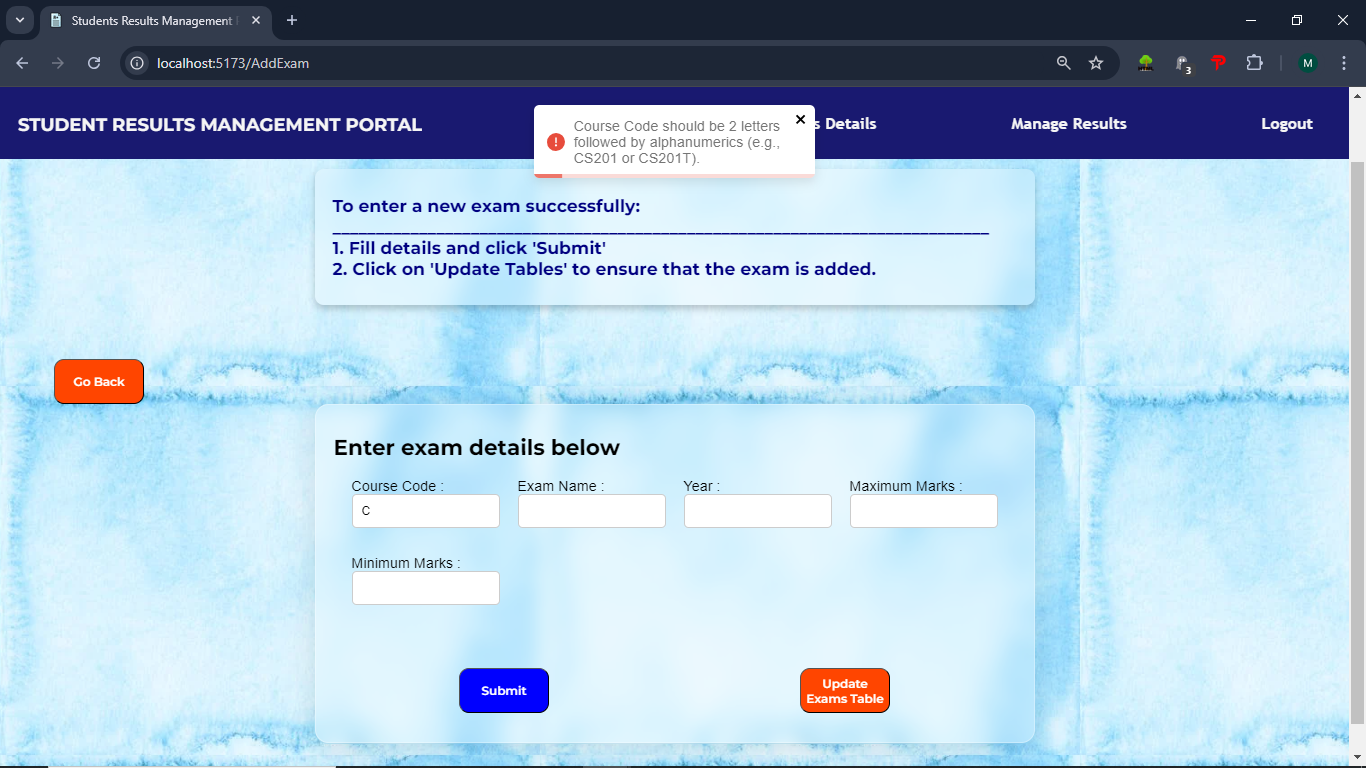 Students Results Management
localhost:5173/AddExam
3
M
STUDENT RESULTS MANAGEMENT PORTAL
Details
Manage Results
Logout
Course Code should be 2 letters
followed by alphanumerics (e.g.,
CS201 or CS201T).
To enter a new exam successfully:
1. Fill details and click 'Submit'
2. Click on 'Update Tables' to ensure that the exam is added.
Go Back
Enter exam details below
Course Code :
Exam Name :
Year :
Maximum Marks :
C
Minimum Marks :
Submit
Update
Exams Table